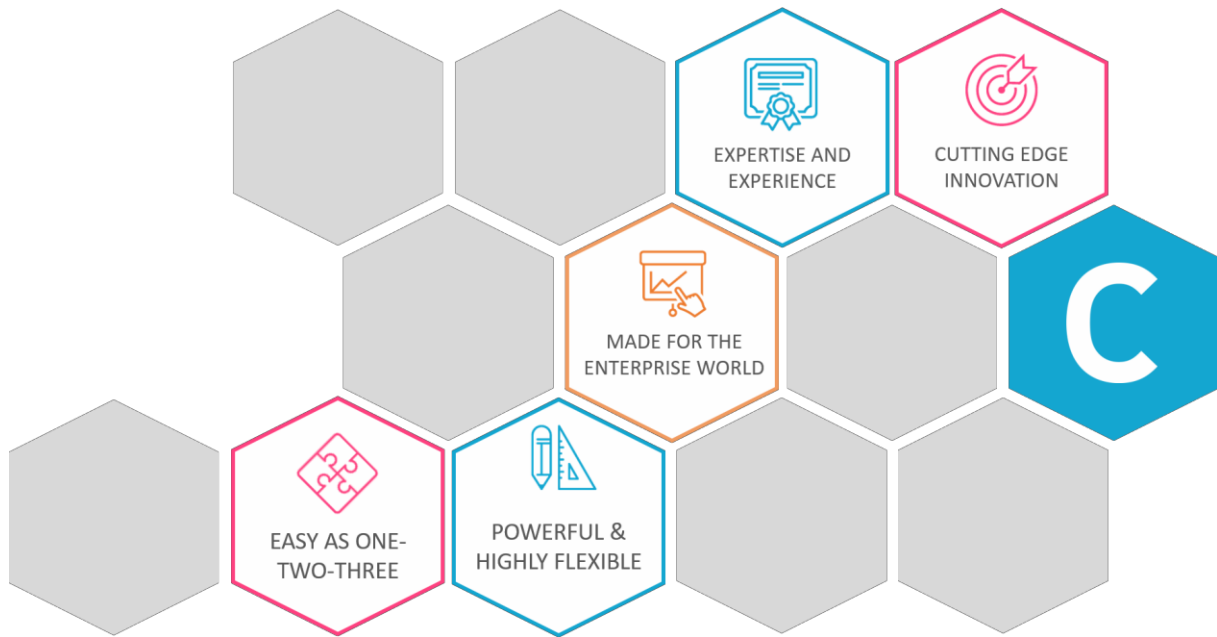 EXPERTISE AND
EXPERIENCE
CUTTING EDGE
INNOVATION
MADE FOR THE
ENTERPRISE WORLD
C
EASY AS ONE-
TWO-THREE
POWERFUL &
HIGHLY FLEXIBLE